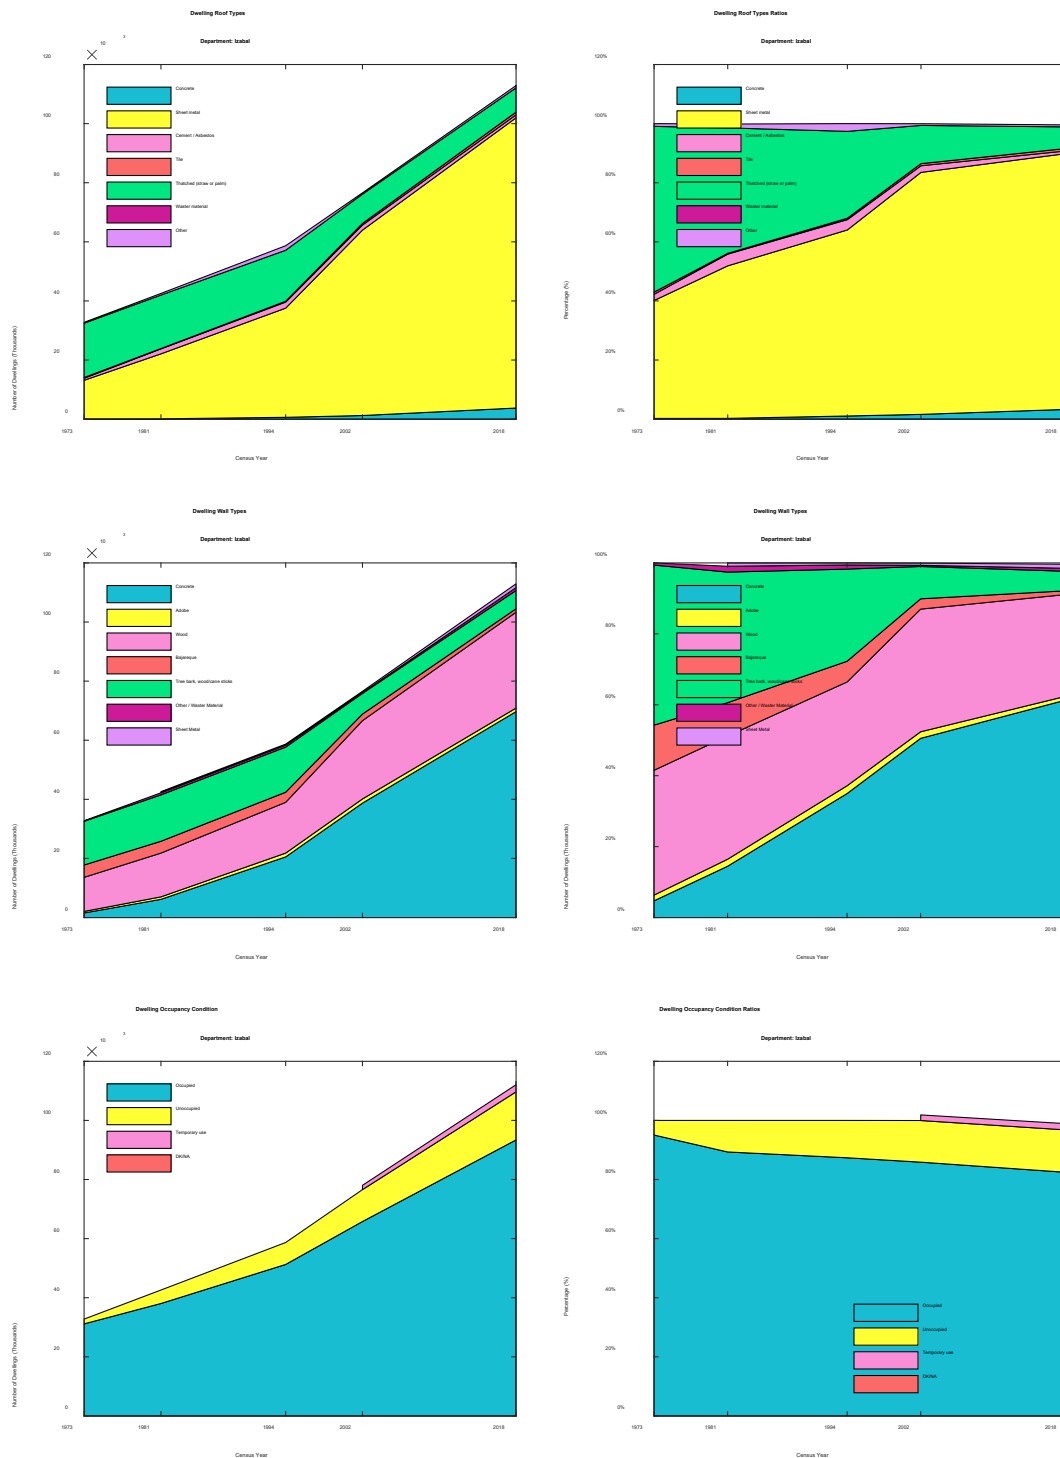 Dwelling Roof Types
Department: Izabal
10 3
120
100
80
60
40
20
0
Concrete
Sheet metal
Cement / Asbestos
Tile
Thatched (straw or palm)
Waster material
Other
Number of Dwellings (Thousands)
1973 1981 1994 2002 2018
Census Year
Dwelling Roof Types Ratios
Department: Izabal
120%
100%
80%
60%
40%
20%
0%
Concrete
Sheet metal
Cement / Asbestos
Tile
Thatched (straw or palm)
Waster material
Other
Percentage (%)
1973 1981 1994 2002 2018
Census Year
Dwelling Wall Types
Department: Izabal
10 3
120
100
80
60
40
20
0
Concrete
Adobe
Wood
Bajareque
Tree bark, wood/cane sticks
Other / Waster Material
Sheet Metal
Number of Dwellings (Thousands)
1973 1981 1994 2002 2018
Census Year
Dwelling Wall Types
Department: Izabal
100%
80%
60%
40%
20%
0%
Concrete
Adobe
Wood
Bajareque
Tree bark, wood/cane sticks
Other / Waster Material
Sheet Metal
Number of Dwellings (Thousands)
1973 1981 1994 2002 2018
Census Year
Dwelling Occupancy Condition
Department: Izabal
10 3
120
100
80
60
40
20
0
Occupied
Unoccupied
Temporary use
DK/NA
Number of Dwellings (Thousands)
1973 1981 1994 2002 2018
Census Year
Dwelling Occupancy Condition Ratios
Department: Izabal
120%
100%
80%
60%
40%
20%
0%
Occupied
Unoccupied
Temporary use
DK/NA
Percentage (%)
1973 1981 1994 2002 2018
Census Year